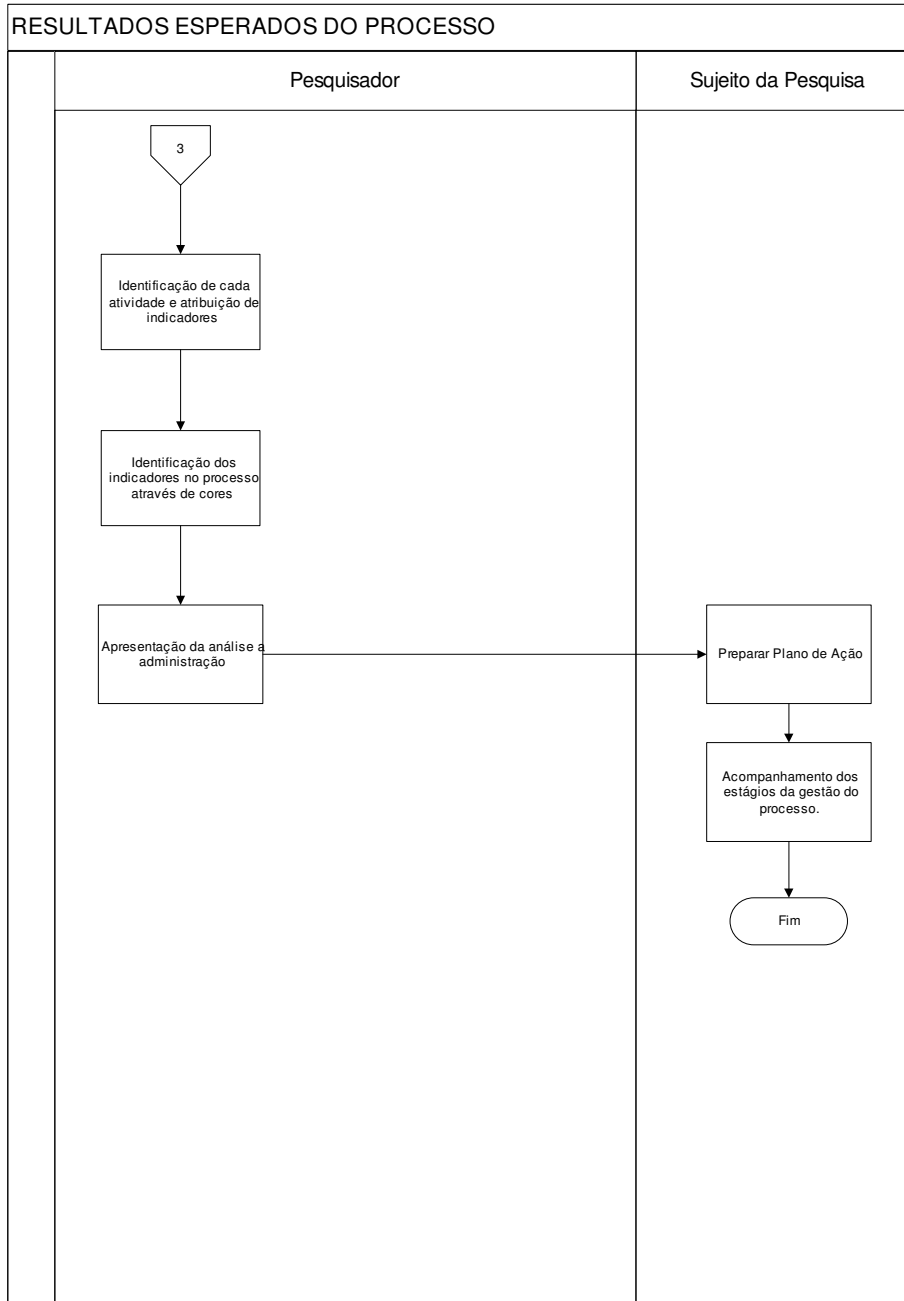 RESULTADOS ESPERADOS DO PROCESSO
Pesquisador
Sujeito da Pesquisa
3
Identificação de cada
atividade e atribuição de
indicadores
Identificação dos
indicadores no processo
através de cores
Apresentação da análise a
administração
Preparar Plano de Ação
Acompanhamento dos
estágios da gestão do
processo.
Fim